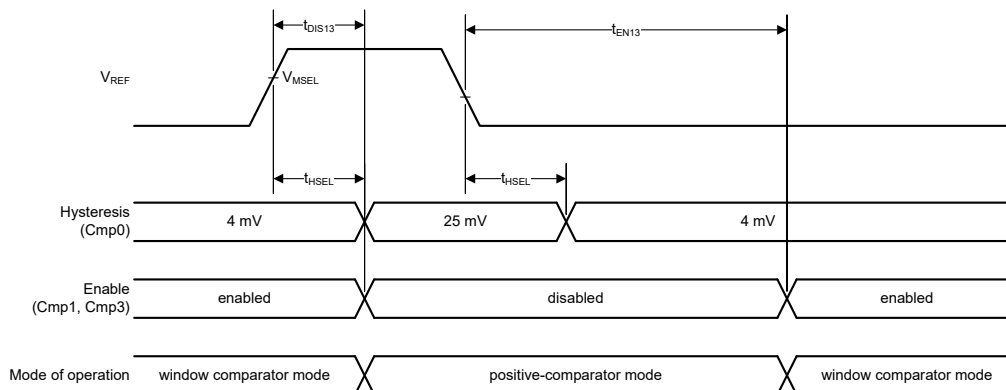 tDIS13
tEN13
VREF
VMSEL
tHSEL
tHSEL
Hysteresis
(Cmp0)
4 mV
25 mV
4 mV
Enable
(Cmp1, Cmp3)
enabled
disabled
enabled
Mode of operation
window comparator mode
positive-comparator mode
window comparator mode